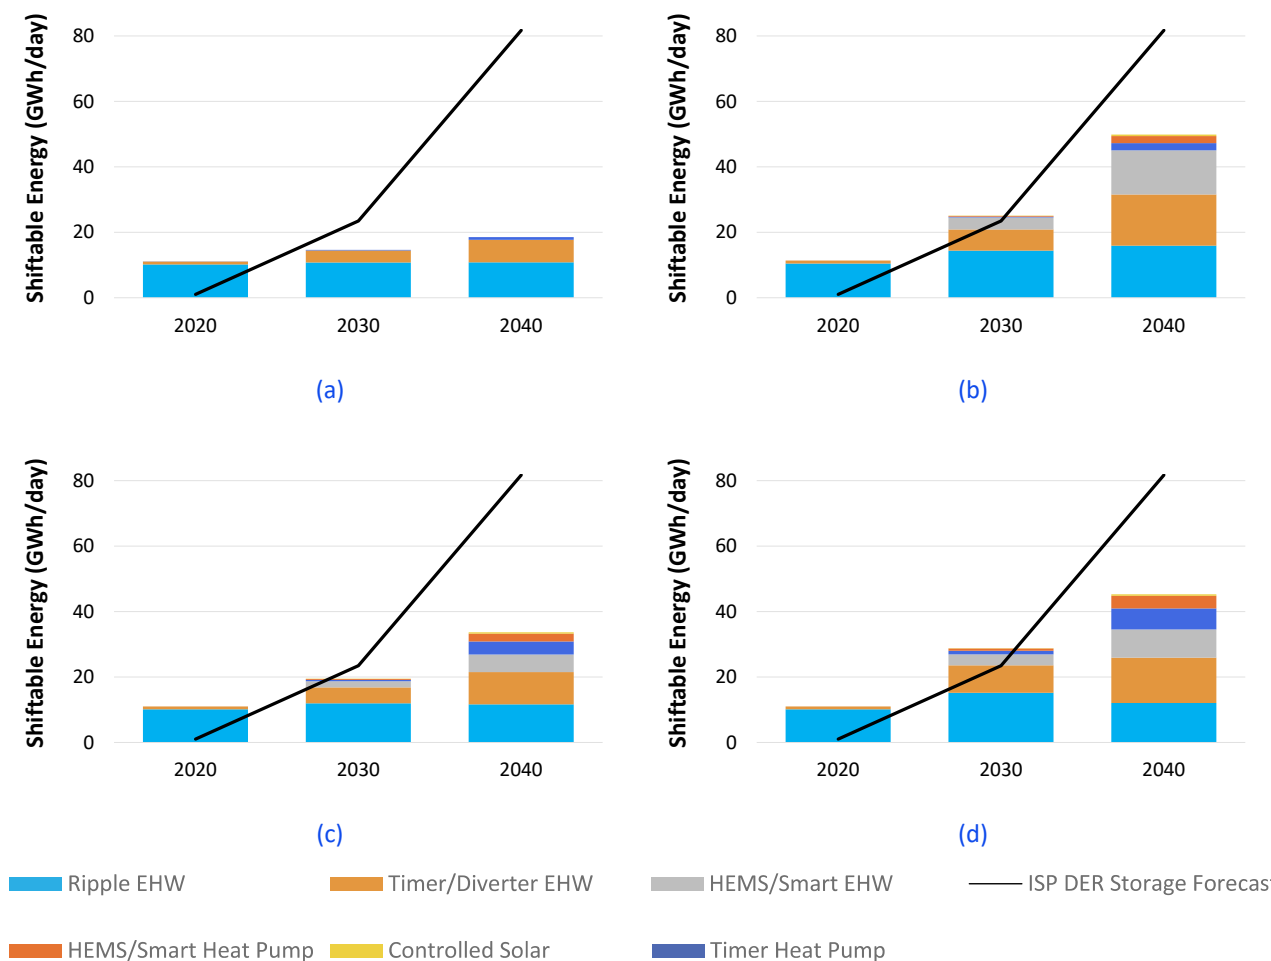 Shiftable Energy (GWh/day)
80
60
40
20
0
2020 2030 2040
(a)
Shiftable Energy (GWh/day)
80
60
40
20
0
2020 2030 2040
(b)
Shiftable Energy (GWh/day)
80
60
40
20
0
2020 2030 2040
(c)
Shiftable Energy (GWh/day)
80
60
40
20
0
2020 2030 2040
(d)
Ripple EHW Timer/Diverter EHW HEMS/Smart EHW ISP DER Storage Forecast
HEMS/Smart Heat Pump Controlled Solar Timer Heat Pump